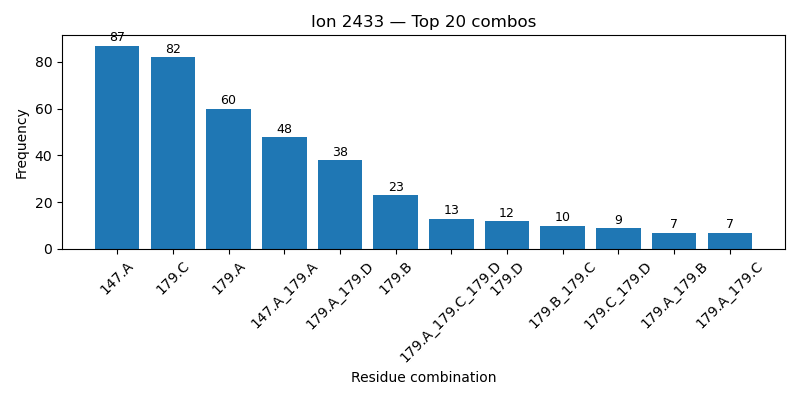 Ion 2433 — Top 20 combos
Frequency
80
60
40
20
0
87
82
60
48
38
23
13
12
10
9
7
7
147.A
179.C
179.A
147.A_179.A
179.A_179.D
179.B
179.A_179.C_179.D
179.D
179.B_179.C
179.C_179.D
179.A_179.B
179.A_179.C
Residue combination